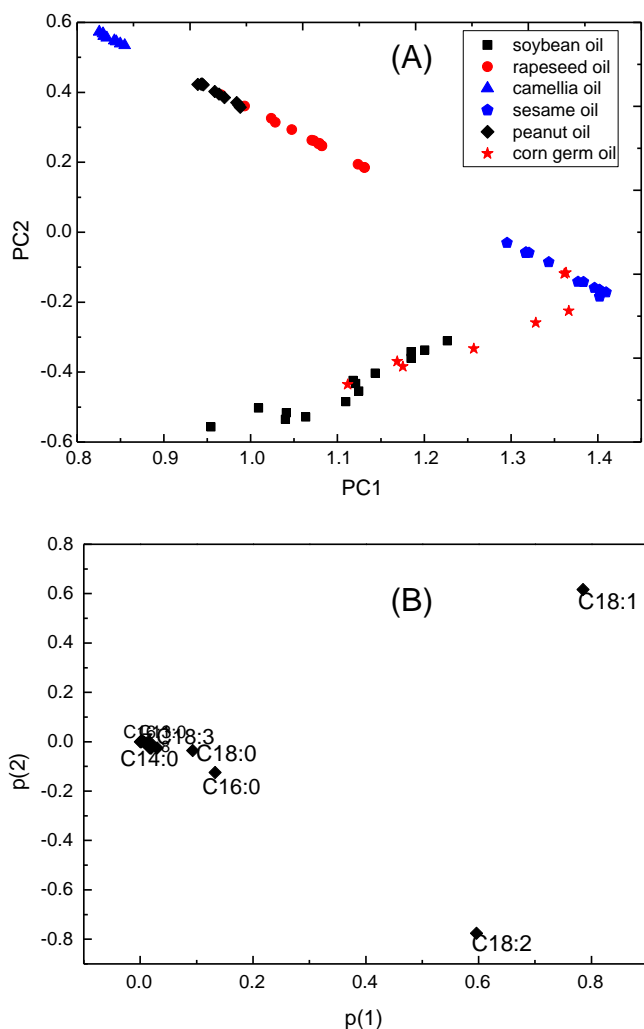 0.6
0.4
0.2
0.0
-0.2
-0.4
-0.6
PC2
(A)
soybean oil
rapeseed oil
camellia oil
sesame oil
peanut oil
corn germ oil
0.8 0.9 1.0 1.1 1.2 1.3 1.4
PC1
0.8
0.6
0.4
0.2
0.0
-0.2
-0.4
-0.6
-0.8
p(2)
(B)
C18:1
C18:3
C14:0
C18:0
C16:0
C18:2
0.0 0.2 0.4 0.6 0.8
p(1)